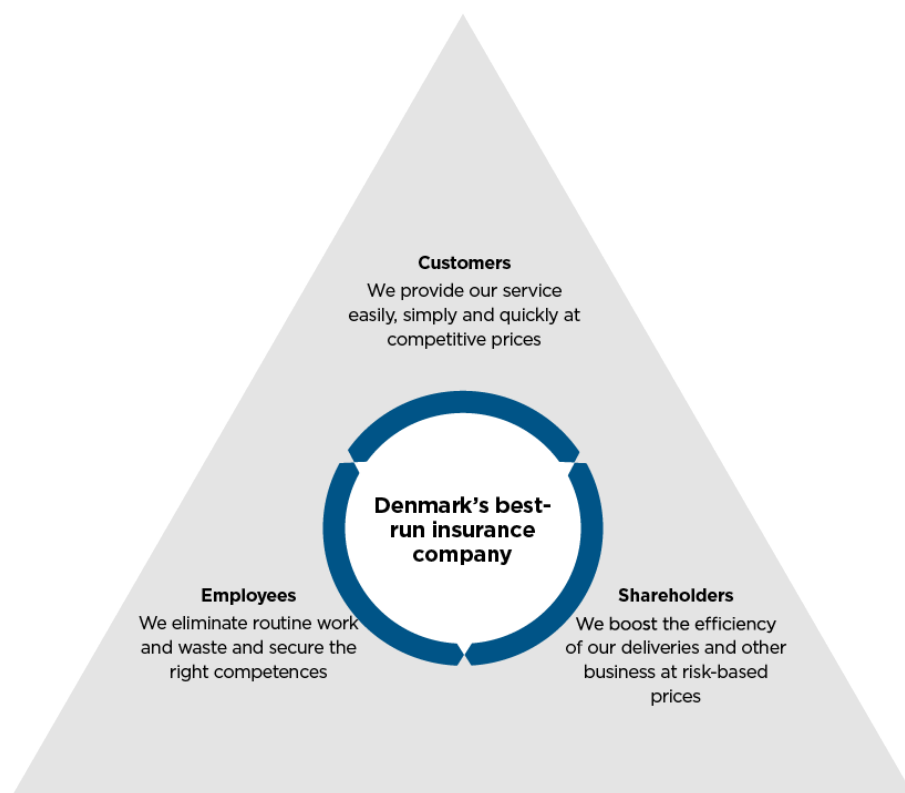 Customers
We provide our service
easily, simply and quickly at
competitive prices
Denmark's best-
run insurance
company
Employees
We eliminate routine work
and waste and secure the
right competences
Shareholders
We boost the efficiency
of our deliveries and other
business at risk-based
prices